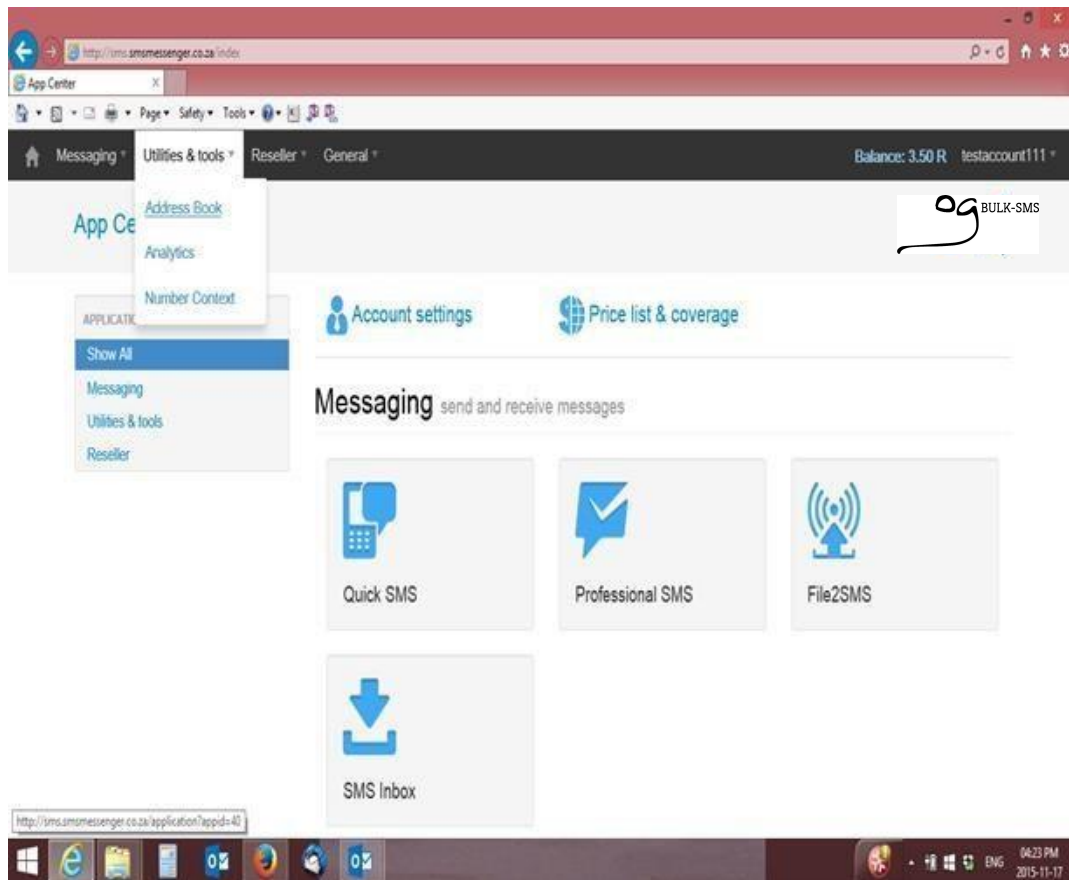 http://sms.smsmessenger.co.za/index
App Center
Page Safety Tools
Messaging Utilities & tools Reseller General Balance: 3.50 R testaccount111
Address Book
Analytics
Number Context
App Ce
BULK-SMS
APPLICATIO
Show All
Messaging
Utilities & tools
Reseller
Account settings Price list & coverage
Messaging send and receive messages
Quick SMS Professional SMS File2SMS
SMS Inbox
http://sms.smsmessenger.co.za/application?appid=40
ENG 04:23 PM
2015-11-17